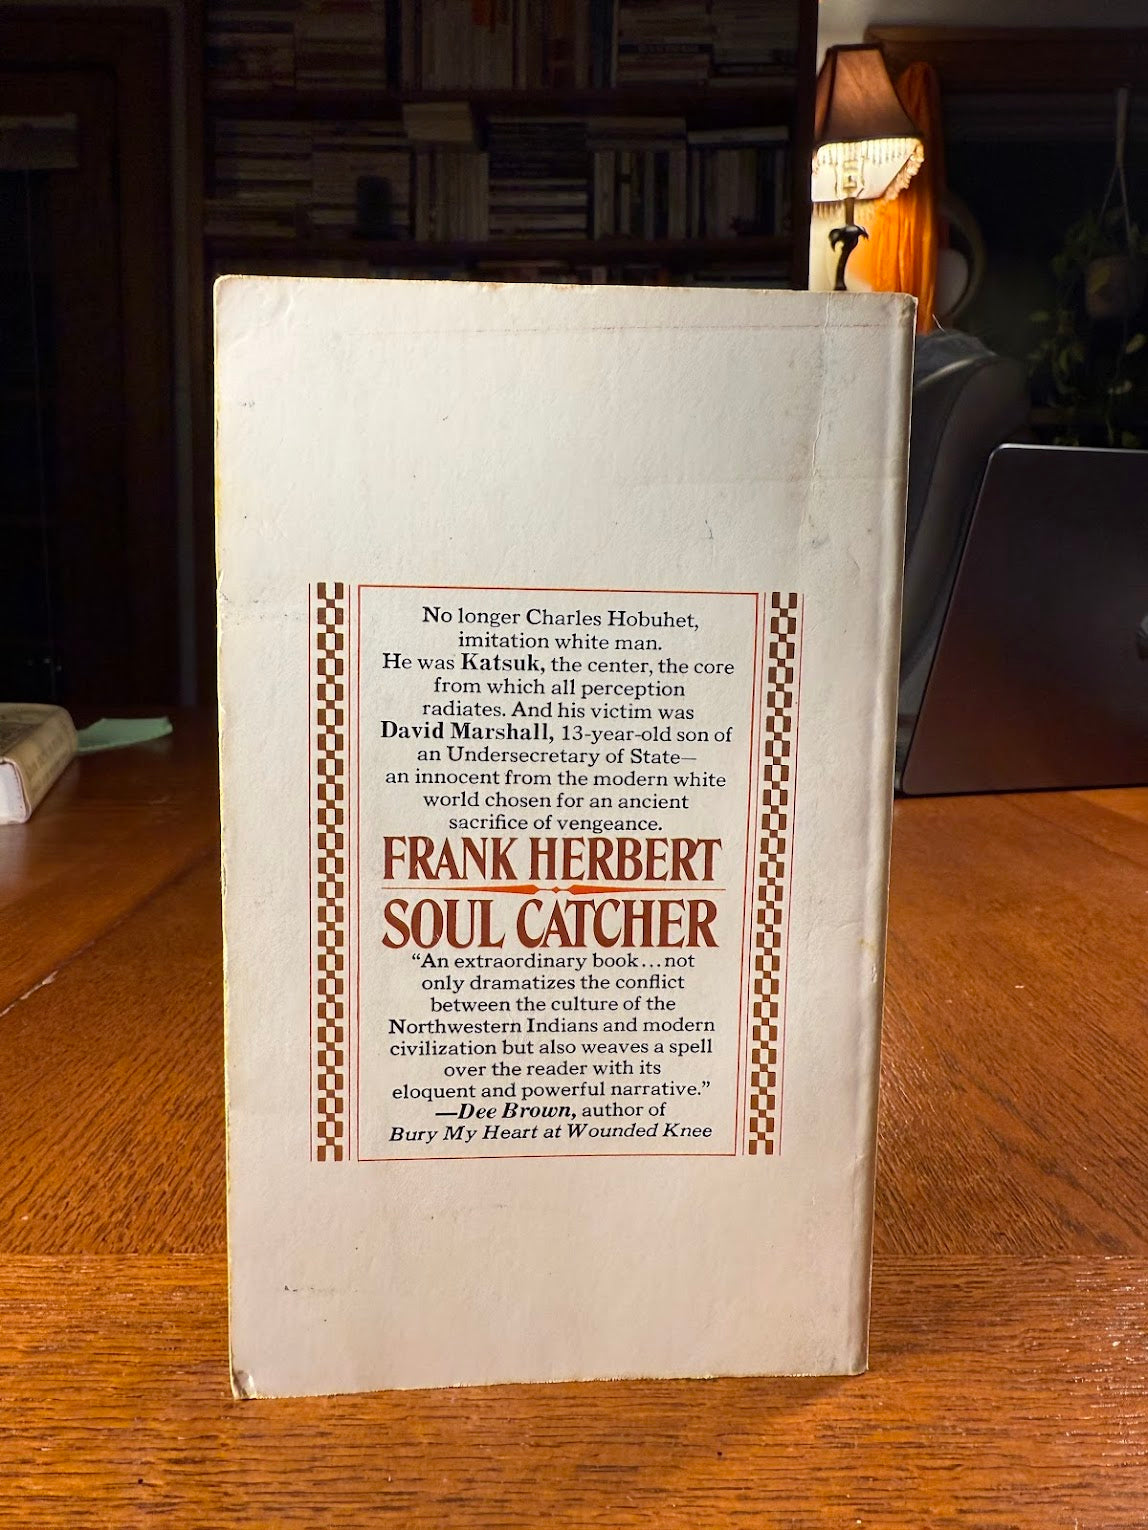 No longer Charles Hobuhet,
imitation white man.
He was Katsuk, the center, the core
from which all perception
radiates. And his victim was
David Marshall, 13-year-old son of
an Undersecretary of State—
an innocent from the modern white
world chosen for an ancient
sacrifice of vengeance.
FRANK HERBERT
SOUL CATCHER
“An extraordinary book...not
only dramatizes the conflict
between the culture of the
Northwestern Indians and modern
civilization but also weaves a spell
over the reader with its
eloquent and powerful narrative.”
—Dee Brown, author of
Bury My Heart at Wounded Knee